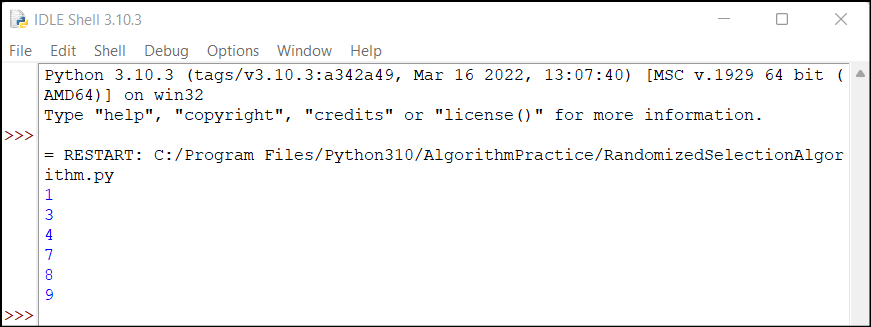 IDLE Shell 3.10.3
File Edit Shell Debug Options Window Help
Python 3.10.3 (tags/v3.10.3:a342a49, Mar 16 2022, 13:07:40) [MSC v.1929 64 bit (
AMD64)] on win32
Type "help", "copyright", "credits" or "license()" for more information.
>>>
= RESTART: C:/Program Files/Python310/AlgorithmPractice/RandomizedSelectionAlgor
ithm.py
1
3
4
7
8
9
>>>